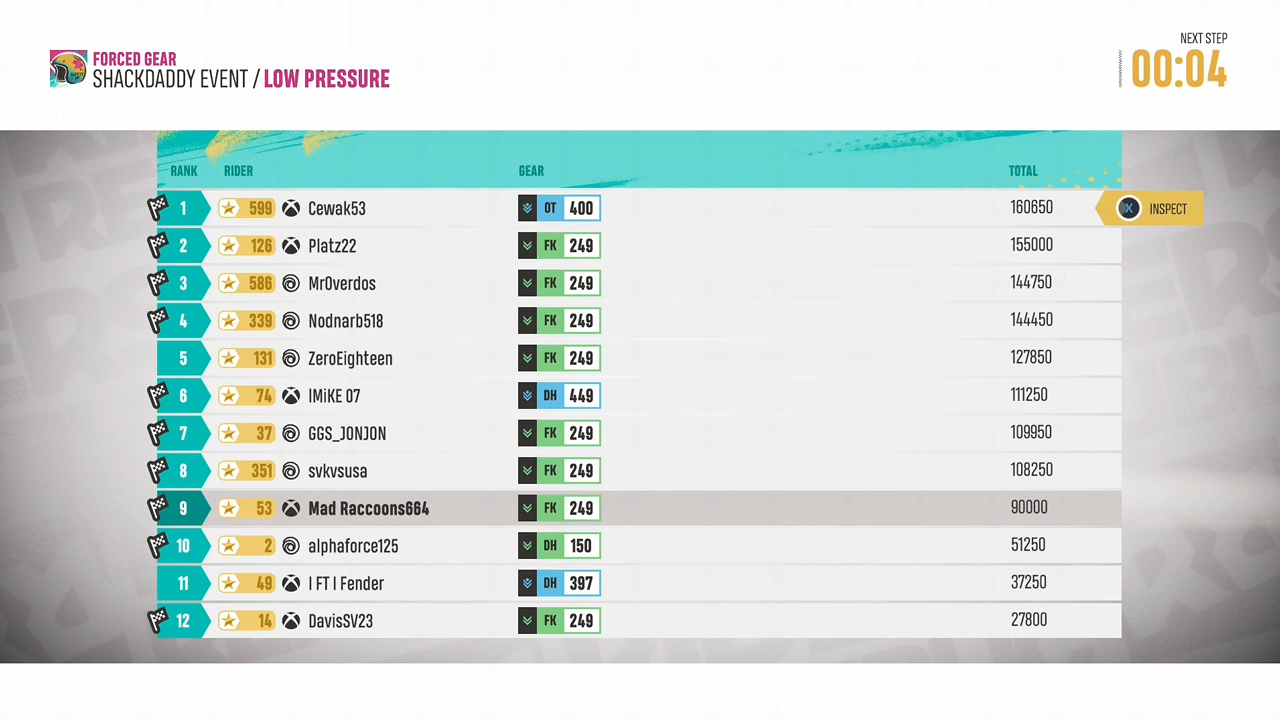 FORCED GEAR
SHACKDADDY EVENT / LOW PRESSURE
NEXT STEP
00:04
RANK RIDER GEAR TOTAL
1 599 Cewak53 OT 400 160650 X INSPECT
2 126 Platz22 FK 249 155000
3 586 MrOverdos FK 249 144750
4 339 Nodnarb518 FK 249 144450
5 131 ZeroEighteen FK 249 127850
6 74 IMiKE 07 DH 449 111250
7 37 GGS_JONJON FK 249 109950
8 351 svkvsusa FK 249 108250
9 53 Mad Raccoons664 FK 249 90000
10 2 alphaforce125 DH 150 51250
11 49 I FT I Fender DH 397 37250
12 14 DavisSV23 FK 249 27800